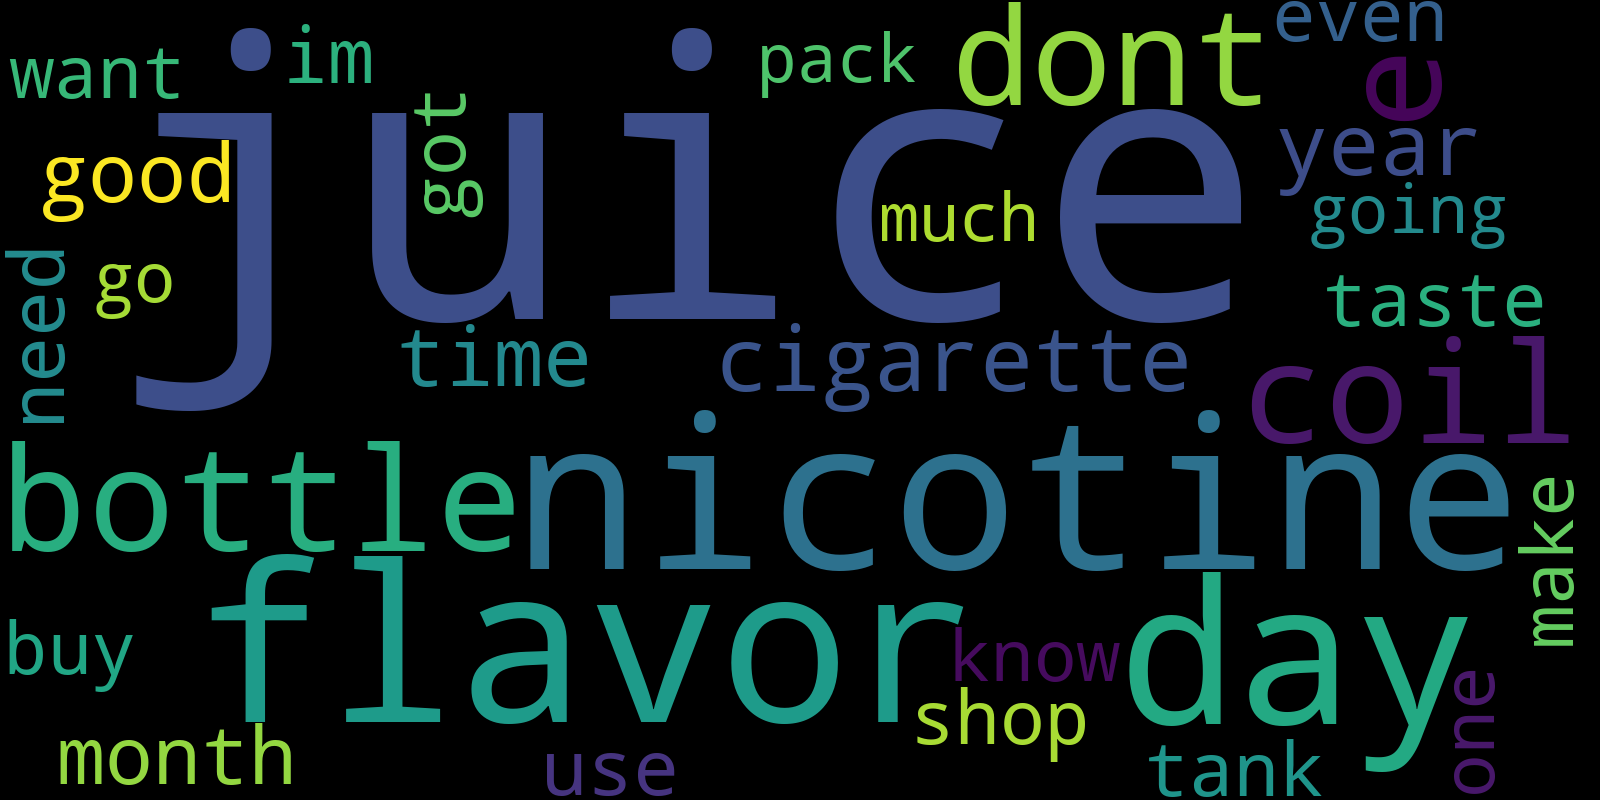 juice
want
im
got
pack
dont
even
e
year
good
much
going
need
go
taste
time
cigarette
coil
bottle
nicotine
make
flavor
day
buy
know
shop
one
month
use
tank